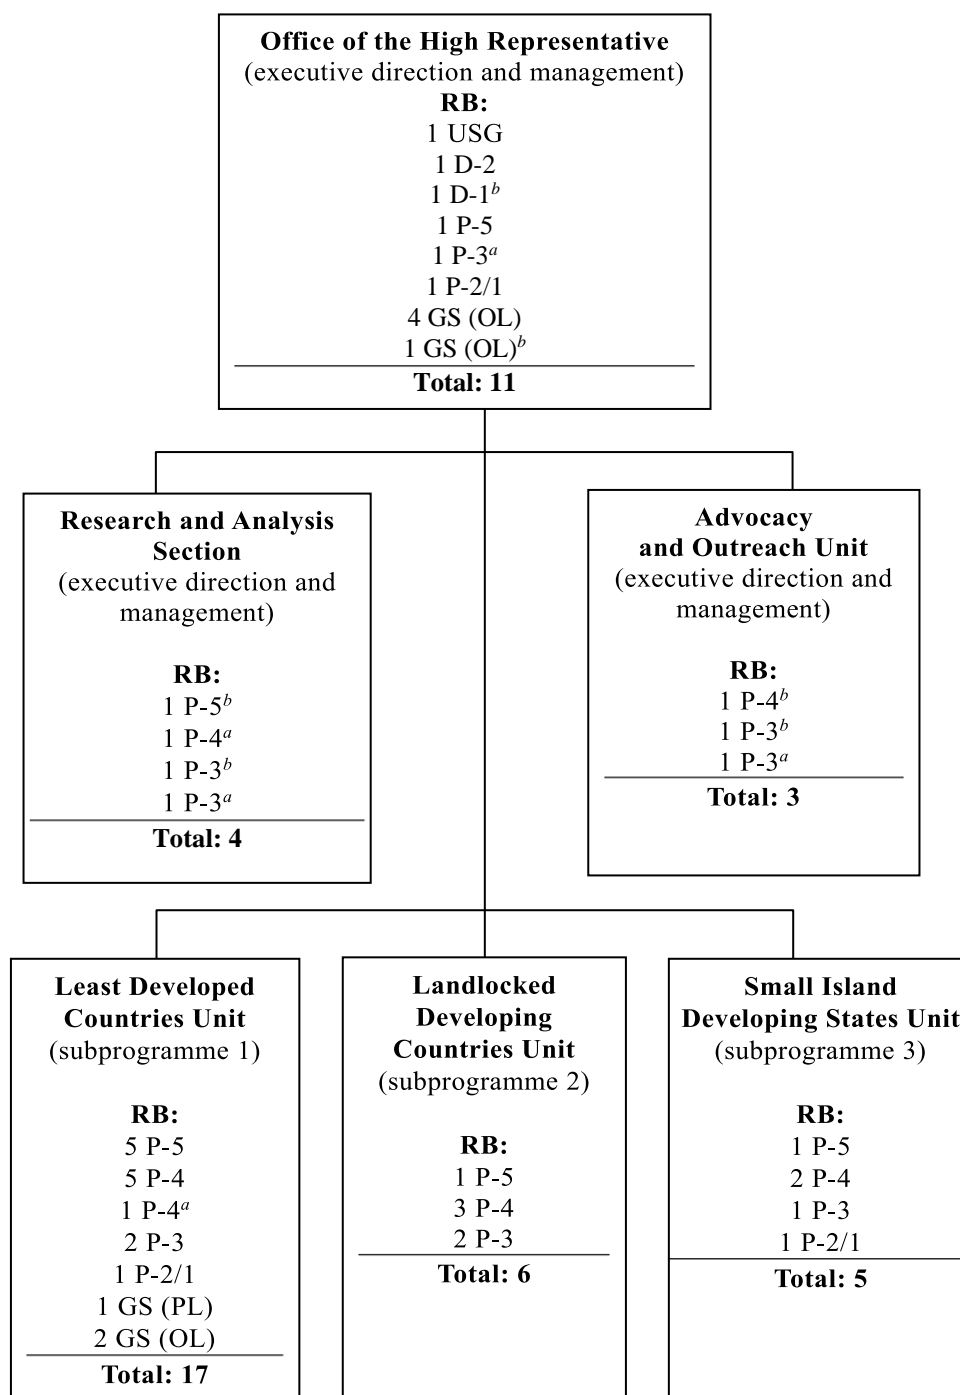 Office of the High Representative
(executive direction and management)
RB:
1 USG
1 D-2
1 D-1ᵇ
1 P-5
1 P-3ᵃ
1 P-2/1
4 GS (OL)
1 GS (OL)ᵇ
Total: 11
Research and Analysis
Section
(executive direction and
management)
RB:
1 P-5ᵇ
1 P-4ᵃ
1 P-3ᵇ
1 P-3ᵃ
Total: 4
Advocacy
and Outreach Unit
(executive direction and
management)
RB:
1 P-4ᵇ
1 P-3ᵇ
1 P-3ᵃ
Total: 3
Least Developed
Countries Unit
(subprogramme 1)
RB:
5 P-5
5 P-4
1 P-4ᵃ
2 P-3
1 P-2/1
1 GS (PL)
2 GS (OL)
Total: 17
Landlocked
Developing
Countries Unit
(subprogramme 2)
RB:
1 P-5
3 P-4
2 P-3
Total: 6
Small Island
Developing States Unit
(subprogramme 3)
RB:
1 P-5
2 P-4
1 P-3
1 P-2/1
Total: 5